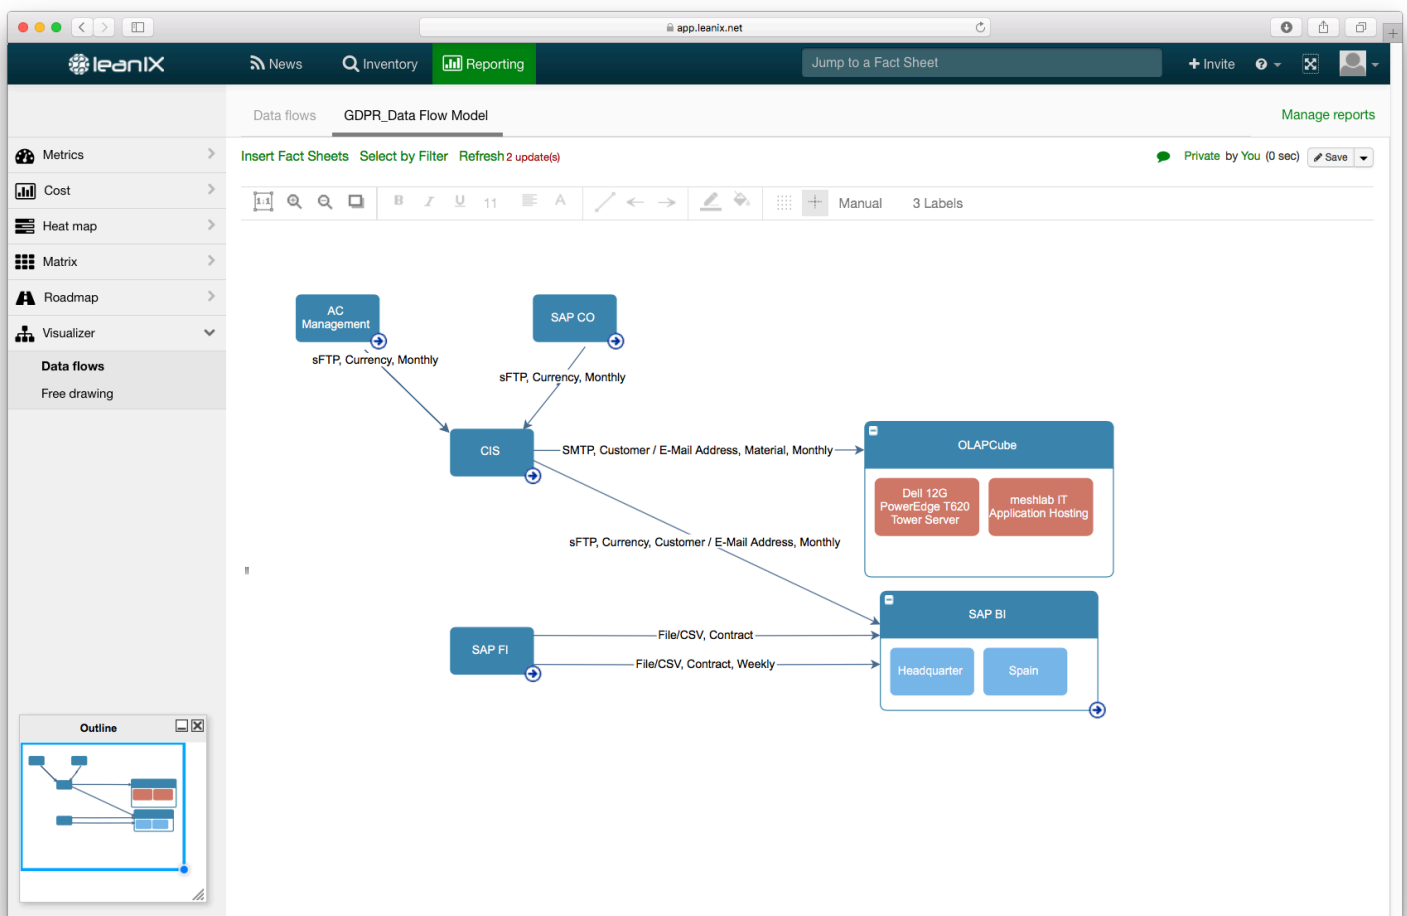 app.leanix.net
leanIX
News
Inventory
Reporting
Jump to a Fact Sheet
Invite
Data flows
GDPR_Data Flow Model
Manage reports
Metrics
Cost
Heat map
Matrix
Roadmap
Visualizer
Data flows
Free drawing
Insert Fact Sheets
Select by Filter
Refresh 2 update(s)
Private by You (0 sec)
Save
1:1
B
I
U
11
A
Manual
3 Labels
AC
Management
SAP CO
sFTP, Currency, Monthly
sFTP, Currency, Monthly
CIS
SMTP, Customer / E-Mail Address, Material, Monthly
OLAPCube
Dell 12G
PowerEdge T620
Tower Server
meshlab IT
Application Hosting
sFTP, Currency, Customer / E-Mail Address, Monthly
SAP BI
SAP FI
File/CSV, Contract
File/CSV, Contract, Weekly
Headquarter
Spain
Outline